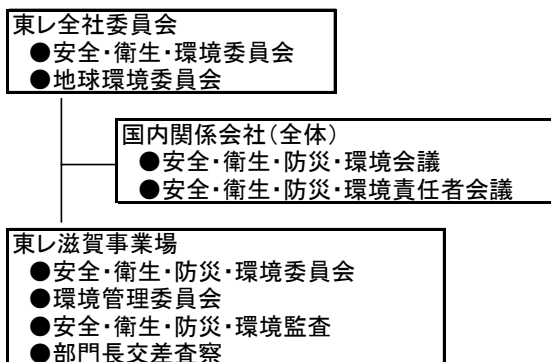 東レ全社委員会
●安全・衛生・環境委員会
●地球環境委員会
国内関係会社（全体）
●安全・衛生・防災・環境会議
●安全・衛生・防災・環境責任者会議
東レ滋賀事業場
●安全・衛生・防災・環境委員会
●環境管理委員会
●安全・衛生・防災・環境監査
●部門長交差査察